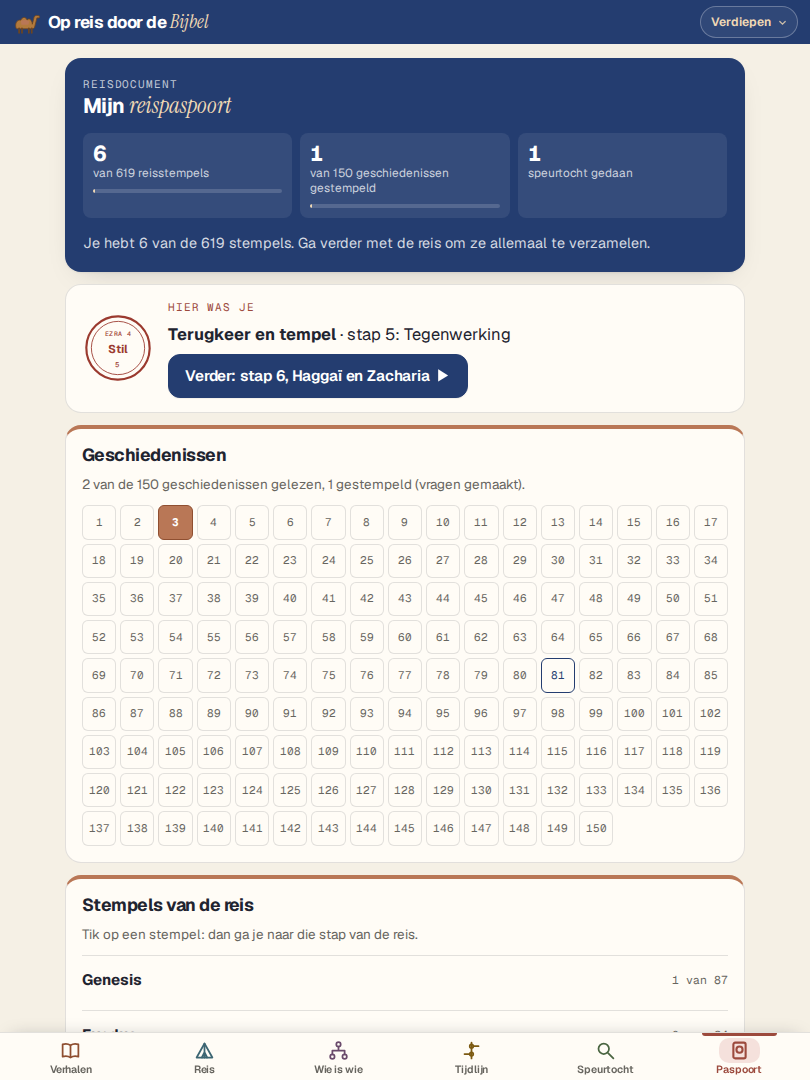 Op reis door de Bijbel
Verdiepen
REISDOCUMENT
Mijn reispaspoort
6
van 619 reisstempels
1
van 150 geschiedenissen
gestempeld
1
speurtocht gedaan
Je hebt 6 van de 619 stempels. Ga verder met de reis om ze allemaal te verzamelen.
EZRA 4
Stil
5
HIER WAS JE
Terugkeer en tempel · stap 5: Tegenwerking
Verder: stap 6, Haggaï en Zacharia ▶
Geschiedenissen
2 van de 150 geschiedenissen gelezen, 1 gestempeld (vragen gemaakt).
1 2 3 4 5 6 7 8 9 10 11 12 13 14 15 16 17
18 19 20 21 22 23 24 25 26 27 28 29 30 31 32 33 34
35 36 37 38 39 40 41 42 43 44 45 46 47 48 49 50 51
52 53 54 55 56 57 58 59 60 61 62 63 64 65 66 67 68
69 70 71 72 73 74 75 76 77 78 79 80 81 82 83 84 85
86 87 88 89 90 91 92 93 94 95 96 97 98 99 100 101 102
103 104 105 106 107 108 109 110 111 112 113 114 115 116 117 118 119
120 121 122 123 124 125 126 127 128 129 130 131 132 133 134 135 136
137 138 139 140 141 142 143 144 145 146 147 148 149 150
Stempels van de reis
Tik op een stempel: dan ga je naar die stap van de reis.
Genesis 1 van 87
Verhalen Reis Wie is wie Tijdlijn Speurtocht Paspoort